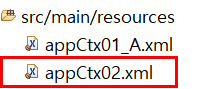 src/main/resources
appCtx01_A.xml
appCtx02.xml